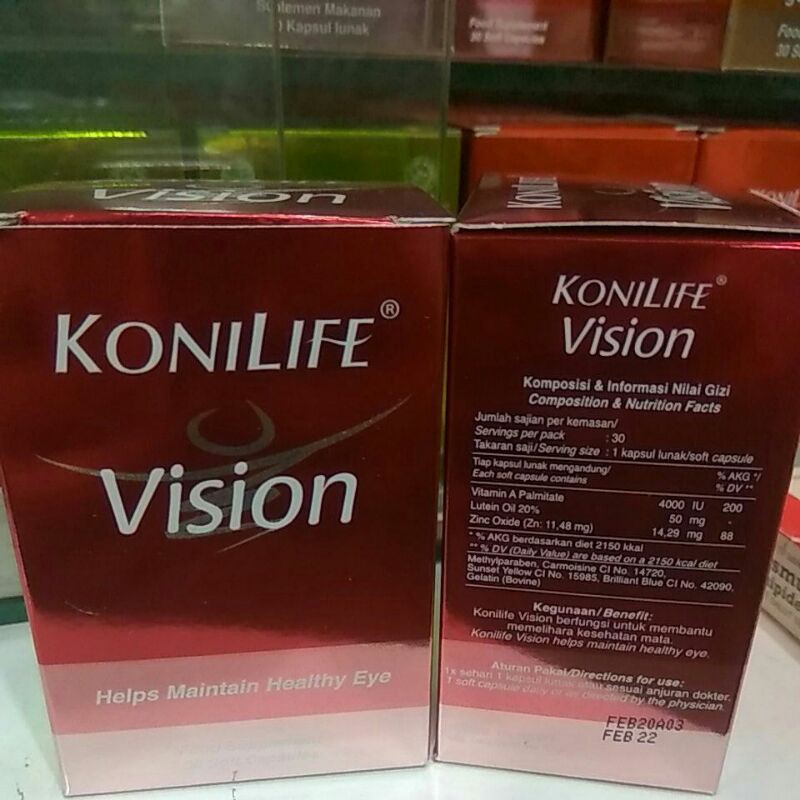 Suplemen Makanan
30 Kapsul lunak
Food Supplement
30 Soft Capsules
Vision
KONILIFE®
Vision
Helps Maintain Healthy Eye
KONILIFE®
Vision
Komposisi & Informasi Nilai Gizi
Composition & Nutrition Facts
Jumlah sajian per kemasan/
Servings per pack : 30
Takaran saji/Serving size : 1 kapsul lunak/soft capsule
Tiap kapsul lunak mengandung/ % AKG */
Each soft capsule contains % DV **
Vitamin A Palmitate 4000 IU 200
Lutein Oil 20% 50 mg -
Zinc Oxide (Zn: 11,48 mg) 14,29 mg 88
* % AKG berdasarkan diet 2150 kkal
** % DV (Daily Value) are based on a 2150 kcal diet
Methylparaben, Carmoisine CI No. 14720,
Sunset Yellow CI No. 15985, Brilliant Blue CI No. 42090,
Gelatin (Bovine)
Kegunaan/Benefit:
Konilife Vision berfungsi untuk membantu
memelihara kesehatan mata.
Konilife Vision helps maintain healthy eye.
Aturan Pakai/Directions for use:
1x sehari 1 kapsul lunak atau sesuai anjuran dokter.
1 soft capsule daily or as directed by the physician.
FEB20A03
FEB 22